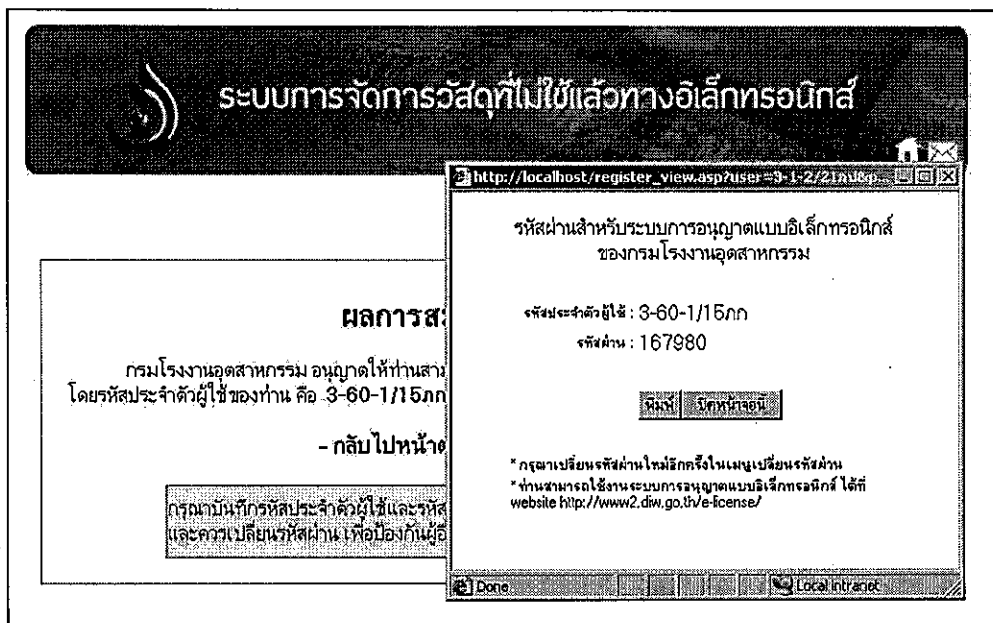 ระบบการจัดการวัสดุที่ไม่ใช้แล้วทางอิเล็กทรอนิกส์
http://localhost/register_view.asp?user=3-1-2/21กป&p...
รหัสผ่านสำหรับระบบการอนุญาตแบบอิเล็กทรอนิกส์
ของกรมโรงงานอุตสาหกรรม
รหัสประจำตัวผู้ใช้ : 3-60-1/15ภก
รหัสผ่าน : 167980
พิมพ์ ปิดหน้าจอนี้
* กรุณาเปลี่ยนรหัสผ่านใหม่อีกครั้งในเมนูเปลี่ยนรหัสผ่าน
* ท่านสามารถใช้งานระบบการอนุญาตแบบอิเล็กทรอนิกส์ ได้ที่
website http://www2.diw.go.th/e-license/
Done Local intranet
ผลการส
กรมโรงงานอุตสาหกรรม อนุญาตให้ท่านสา
โดยรหัสประจำตัวผู้ใช้ของท่าน คือ 3-60-1/15ภก
- กลับไปหน้า
กรุณาบันทึกรหัสประจำตัวผู้ใช้และรหัส
และควรเปลี่ยนรหัสผ่าน เพื่อป้องกันผู้อื